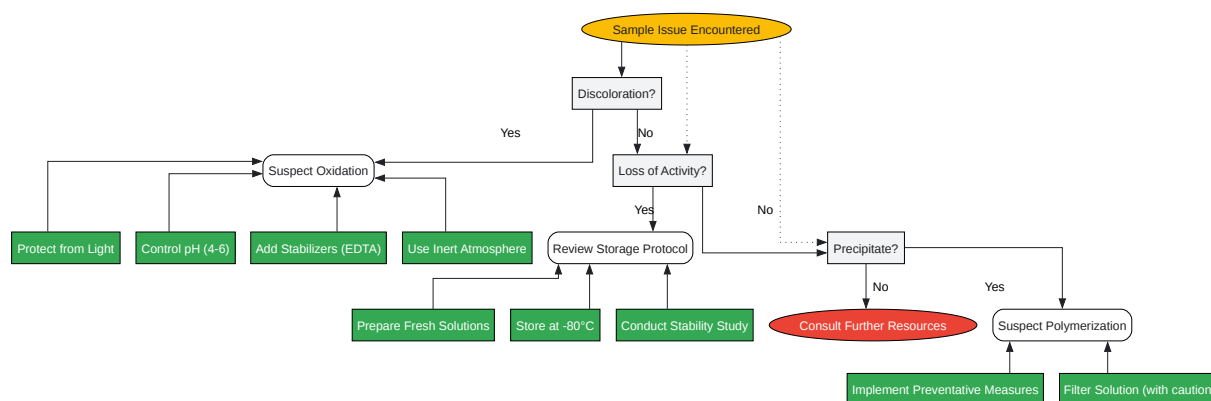 Sample Issue Encountered
Discoloration?
Yes
No
Suspect Oxidation
Loss of Activity?
Yes
No
Protect from Light
Control pH (4-6)
Add Stabilizers (EDTA)
Use Inert Atmosphere
Review Storage Protocol
Precipitate?
No
Yes
Prepare Fresh Solutions
Store at -80°C
Conduct Stability Study
Consult Further Resources
Suspect Polymerization
Implement Preventative Measures
Filter Solution (with caution